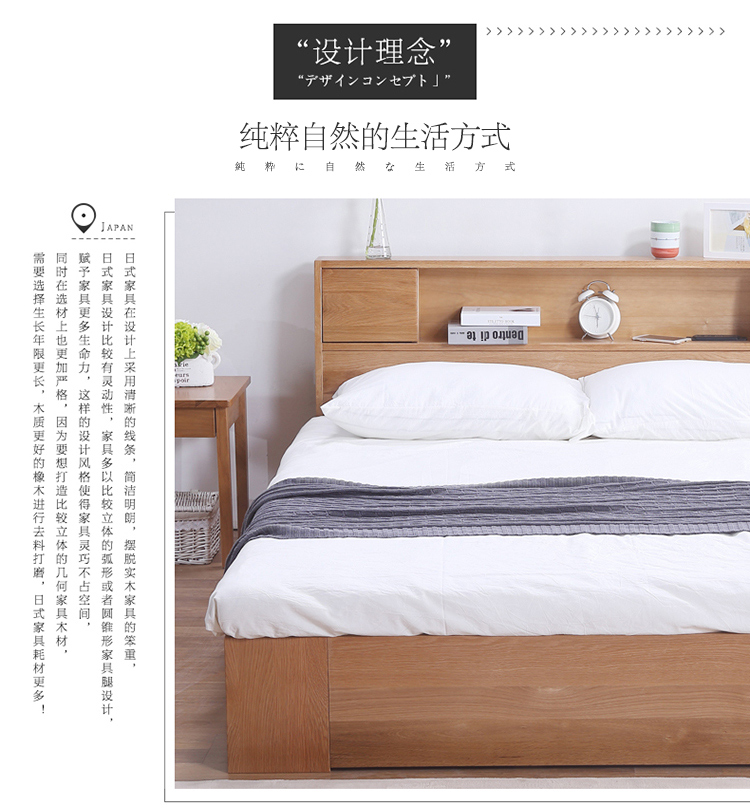 “设计理念”
“デザインコンセプト」”
纯粹自然的生活方式
純粋に自然な生活方式
JAPAN
日式家具在设计上采用清晰的线条，简洁明朗，摆脱实木家具的笨重，
日式家具设计比较有灵动性，家具多以比较立体的弧形或者圆锥形家具腿设计，
赋予家具更多生命力，这样的设计风格使得家具灵巧不占空间，
同时在选材上也更加严格，因为要想打造比较立体的几何家具木材，
需要选择生长年限更长，木质更好的橡木进行去料打磨，日式家具耗材更多！
Dentro di te